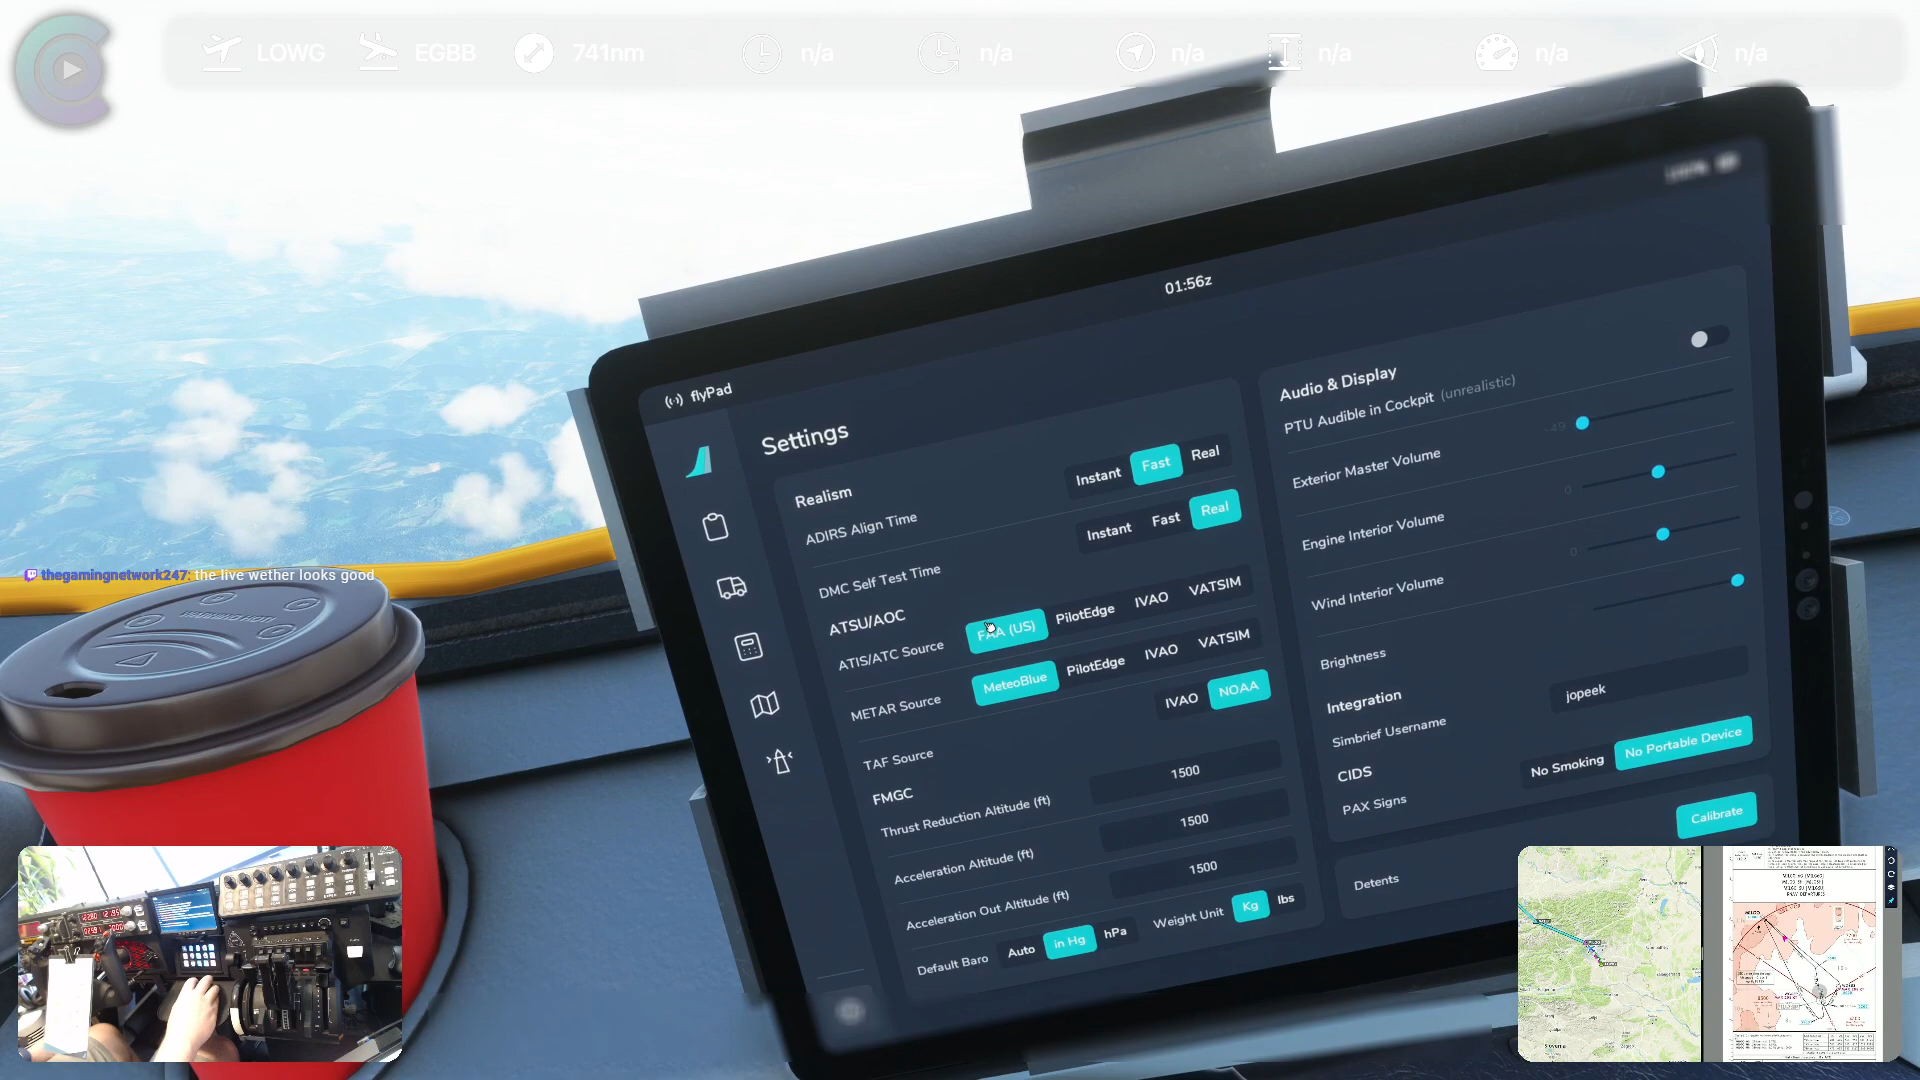 LOWG EGBB 741nm n/a n/a n/a n/a n/a n/a
01:56z
flyPad
Settings
Realism
ADIRS Align Time Instant Fast Real
DMC Self Test Time Instant Fast Real
ATSU/AOC
ATIS/ATC Source FAA (US) PilotEdge IVAO VATSIM
METAR Source MeteoBlue PilotEdge IVAO VATSIM
TAF Source IVAO NOAA
FMGC
Thrust Reduction Altitude (ft) 1500
Acceleration Altitude (ft) 1500
Acceleration Out Altitude (ft) 1500
Default Baro Auto in Hg hPa Weight Unit Kg lbs
Audio & Display
PTU Audible in Cockpit (unrealistic)
Exterior Master Volume -49
Engine Interior Volume 0
Wind Interior Volume 0
Brightness
Integration
Simbrief Username jopeek
CIDS
PAX Signs No Smoking No Portable Device
Detents Calibrate
thegamingnetwork247: the live wether looks good
WARNING HOT!